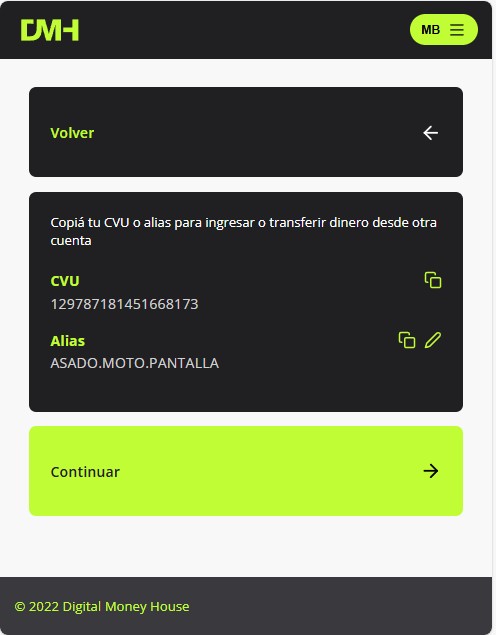 DMH
MB
Volver
Copiá tu CVU o alias para ingresar o transferir dinero desde otra
cuenta
CVU
129787181451668173
Alias
ASADO.MOTO.PANTALLA
Continuar
© 2022 Digital Money House